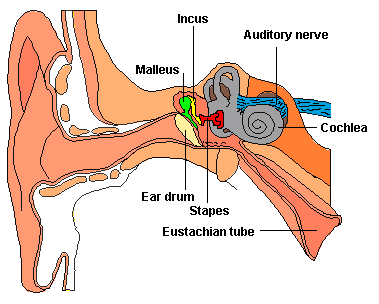 Incus
Auditory nerve
Malleus
Cochlea
Ear drum
Stapes
Eustachian tube